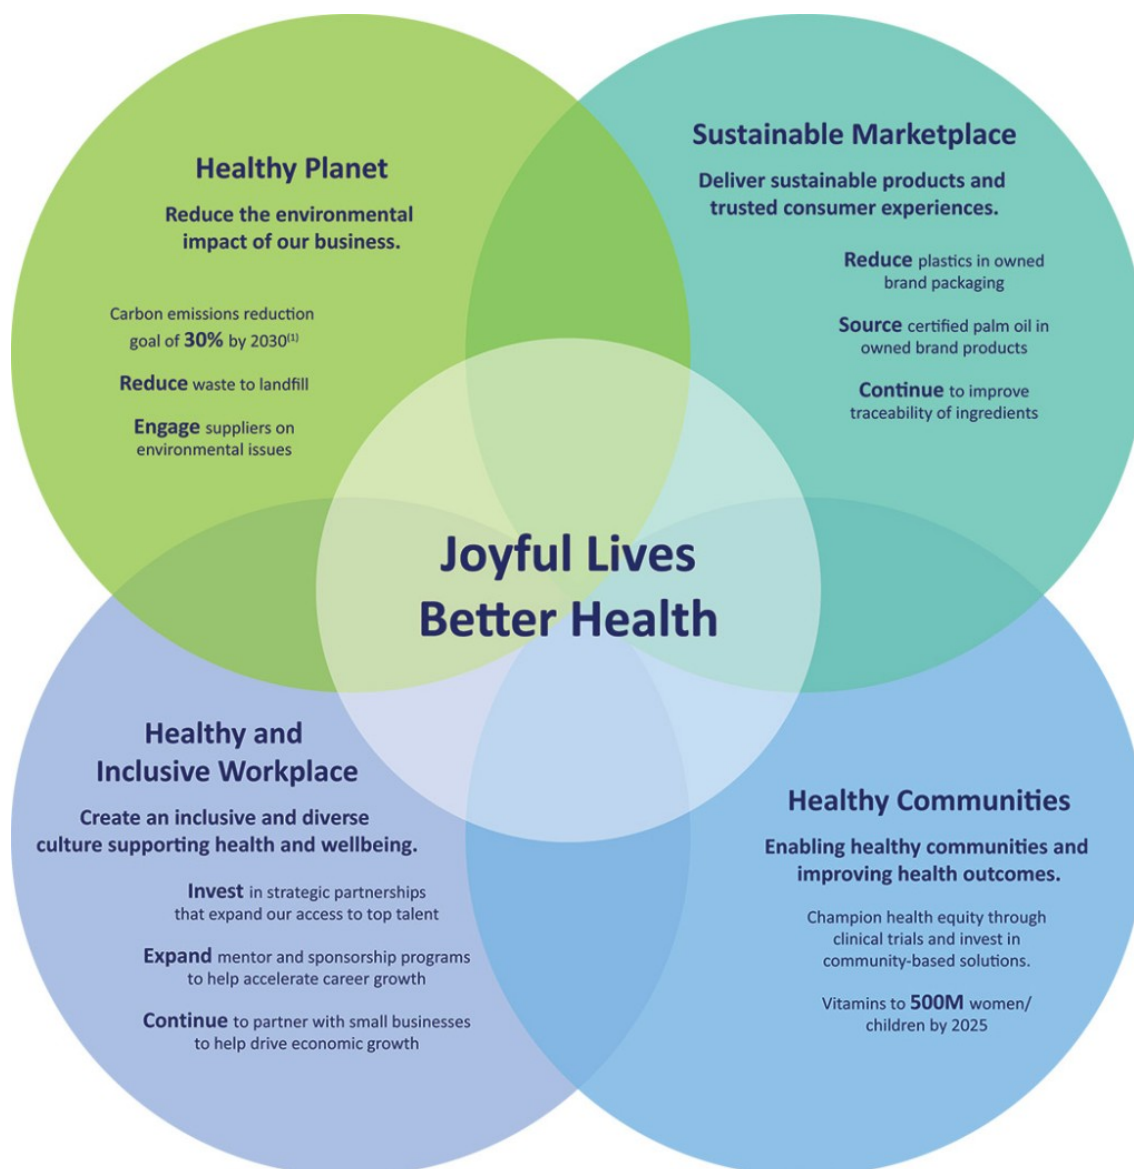 Healthy Planet
Reduce the environmental
impact of our business.
Carbon emissions reduction
goal of 30% by 2030(1)
Reduce waste to landfill
Engage suppliers on
environmental issues
Sustainable Marketplace
Deliver sustainable products and
trusted consumer experiences.
Reduce plastics in owned
brand packaging
Source certified palm oil in
owned brand products
Continue to improve
traceability of ingredients
Joyful Lives
Better Health
Healthy and
Inclusive Workplace
Create an inclusive and diverse
culture supporting health and wellbeing.
Invest in strategic partnerships
that expand our access to top talent
Expand mentor and sponsorship programs
to help accelerate career growth
Continue to partner with small businesses
to help drive economic growth
Healthy Communities
Enabling healthy communities and
improving health outcomes.
Champion health equity through
clinical trials and invest in
community-based solutions.
Vitamins to 500M women/
children by 2025